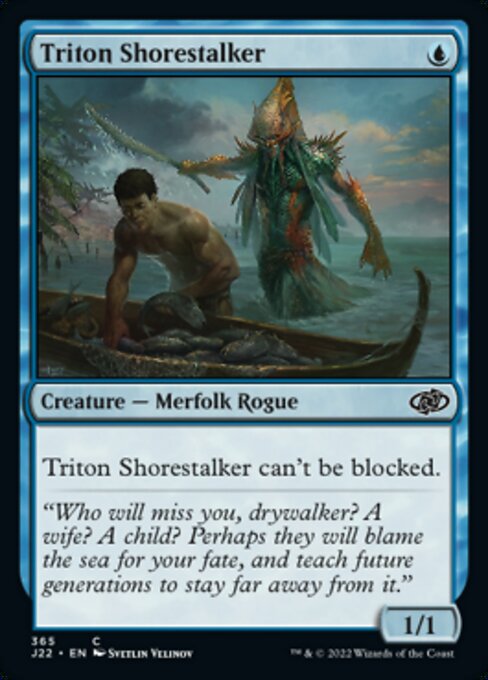 Triton Shorestalker
Creature — Merfolk Rogue
Triton Shorestalker can't be blocked.
“Who will miss you, drywalker? A
wife? A child? Perhaps they will blame
the sea for your fate, and teach future
generations to stay far away from it.”
1/1
365 C
J22 • EN Svetlin Velinov
™ & © 2022 Wizards of the Coast